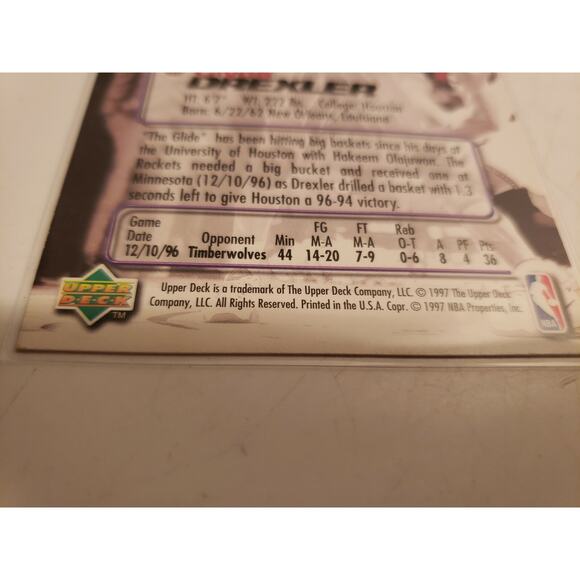 DREXLER
Ht. 6'7" Wt. 222 lbs. College: Houston
Born: 6/22/62 New Orleans, Louisiana
"The Glide" has been hitting big baskets since his days at
the University of Houston with Hakeem Olajuwon. The
Rockets needed a big bucket and received one at
Minnesota (12/10/96) as Drexler drilled a basket with 1.3
seconds left to give Houston a 96-94 victory.
Game FG FT Reb
Date Opponent Min M-A M-A O-T A PF Pts
12/10/96 Timberwolves 44 14-20 7-9 0-6 8 4 36
UPPER
DECK
TM
Upper Deck is a trademark of The Upper Deck Company, LLC. © 1997 The Upper Deck
Company, LLC. All Rights Reserved. Printed in the U.S.A. Copr. © 1997 NBA Properties, Inc.
NBA